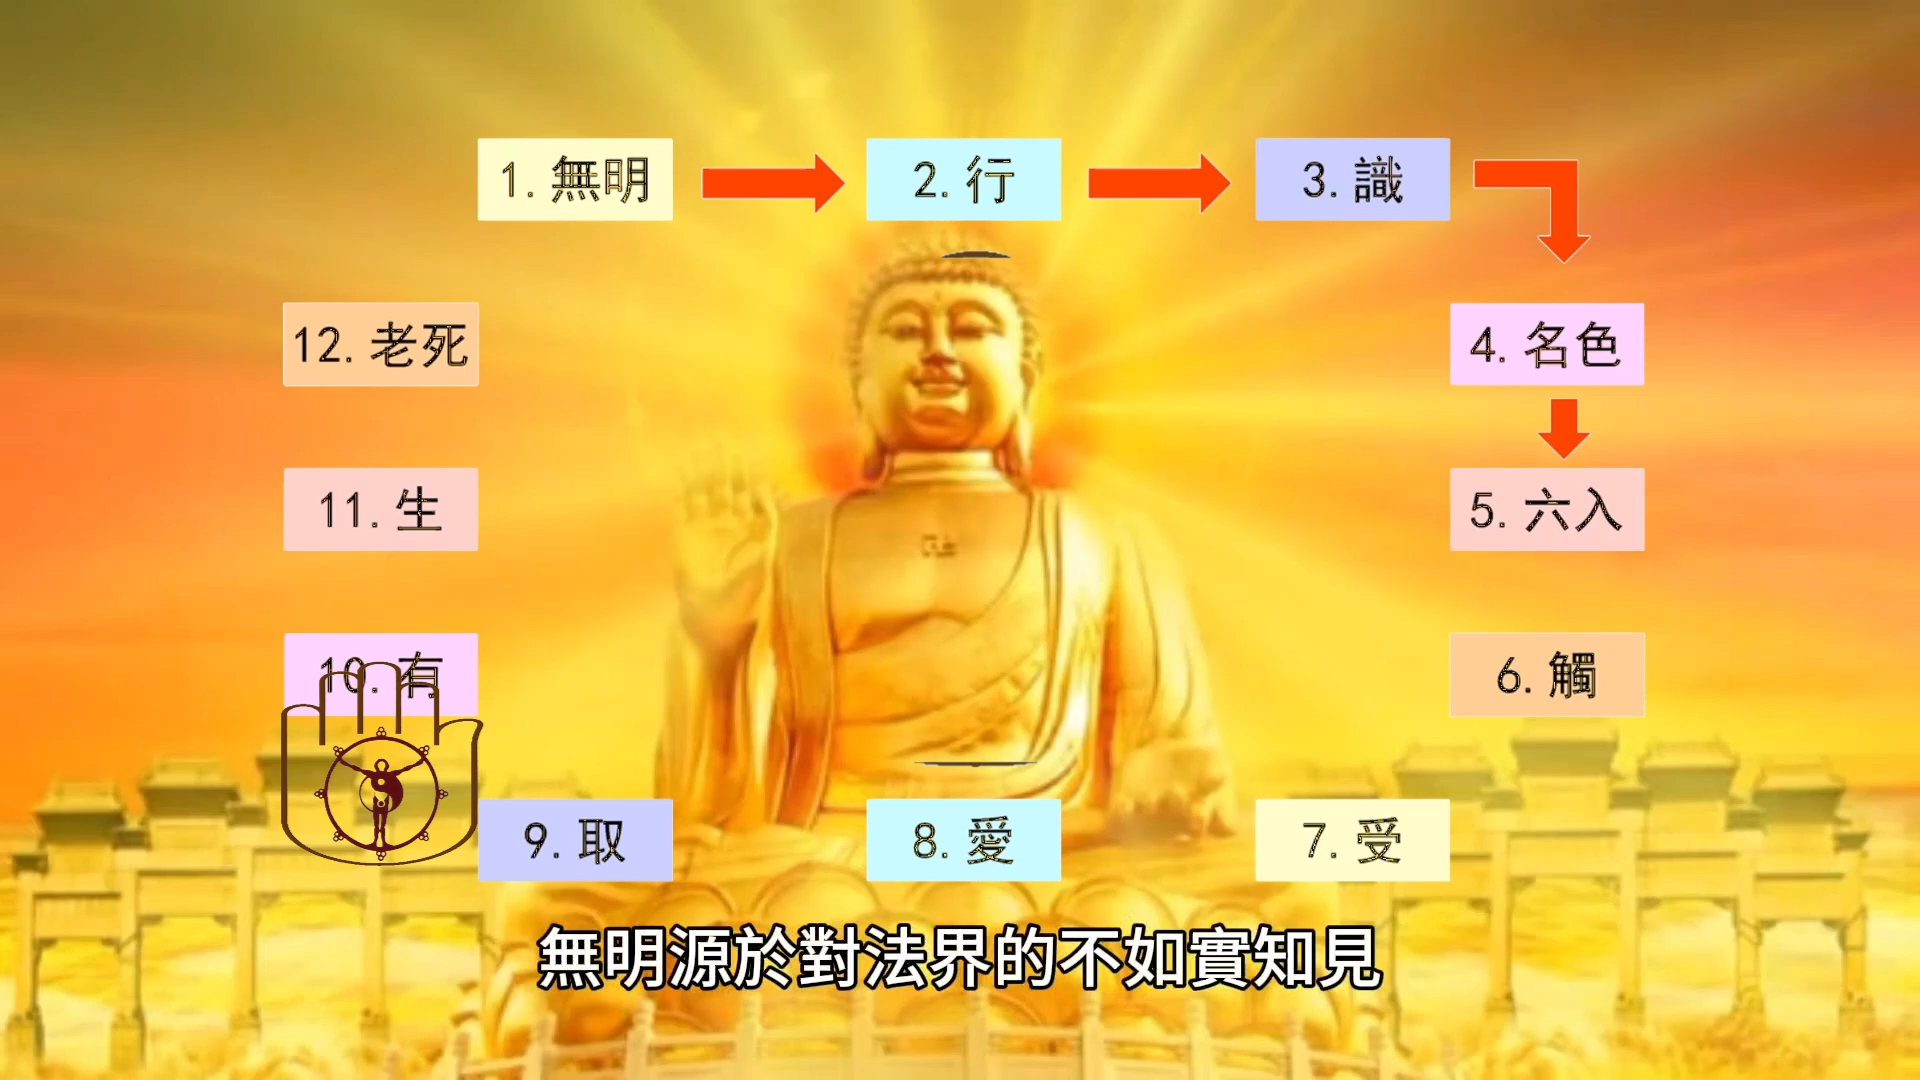 1. 無明
2. 行
3. 識
4. 名色
5. 六入
6. 觸
7. 受
8. 愛
9. 取
10. 有
11. 生
12. 老死
無明源於對法界的不如實知見